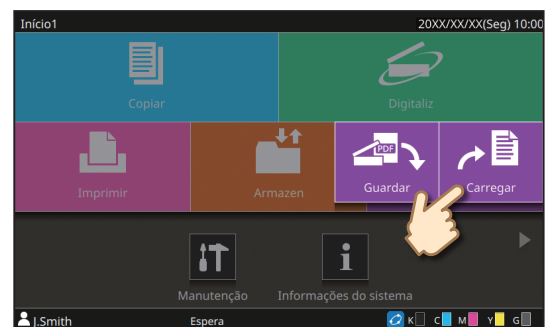 Início1 20XX/XX/XX(Seg) 10:00
Copiar Digitaliz
PDF
Imprimir Armazen Guardar Carregar
Manutenção Informações do sistema
J.Smith Espera K C M Y G